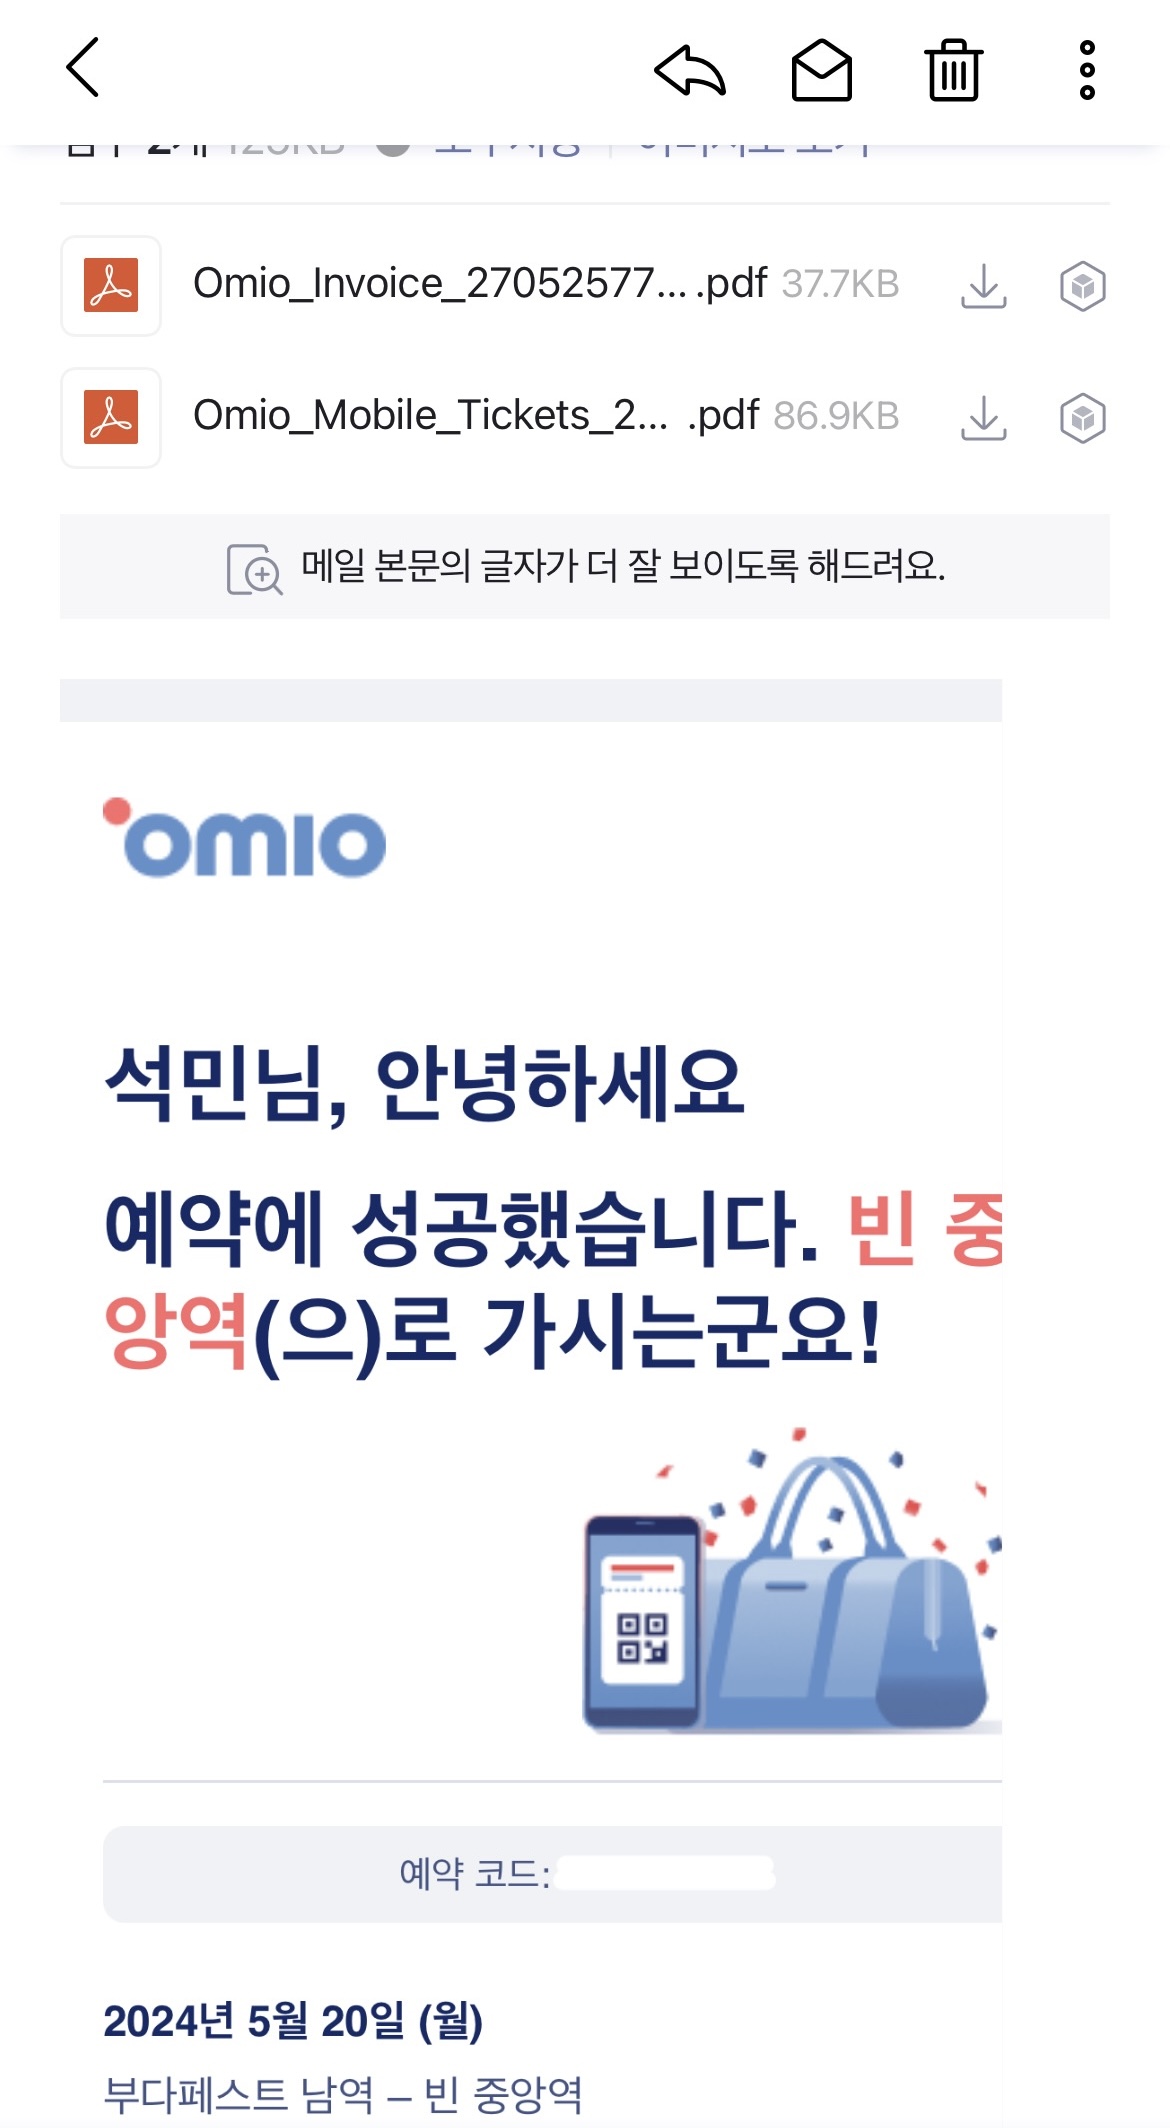 Omio_Invoice_27052577... .pdf 37.7KB
Omio_Mobile_Tickets_2... .pdf 86.9KB
메일 본문의 글자가 더 잘 보이도록 해드려요.
omio
석민님, 안녕하세요
예약에 성공했습니다. 빈 중
앙역(으)로 가시는군요!
예약 코드:
2024년 5월 20일 (월)
부다페스트 남역 – 빈 중앙역